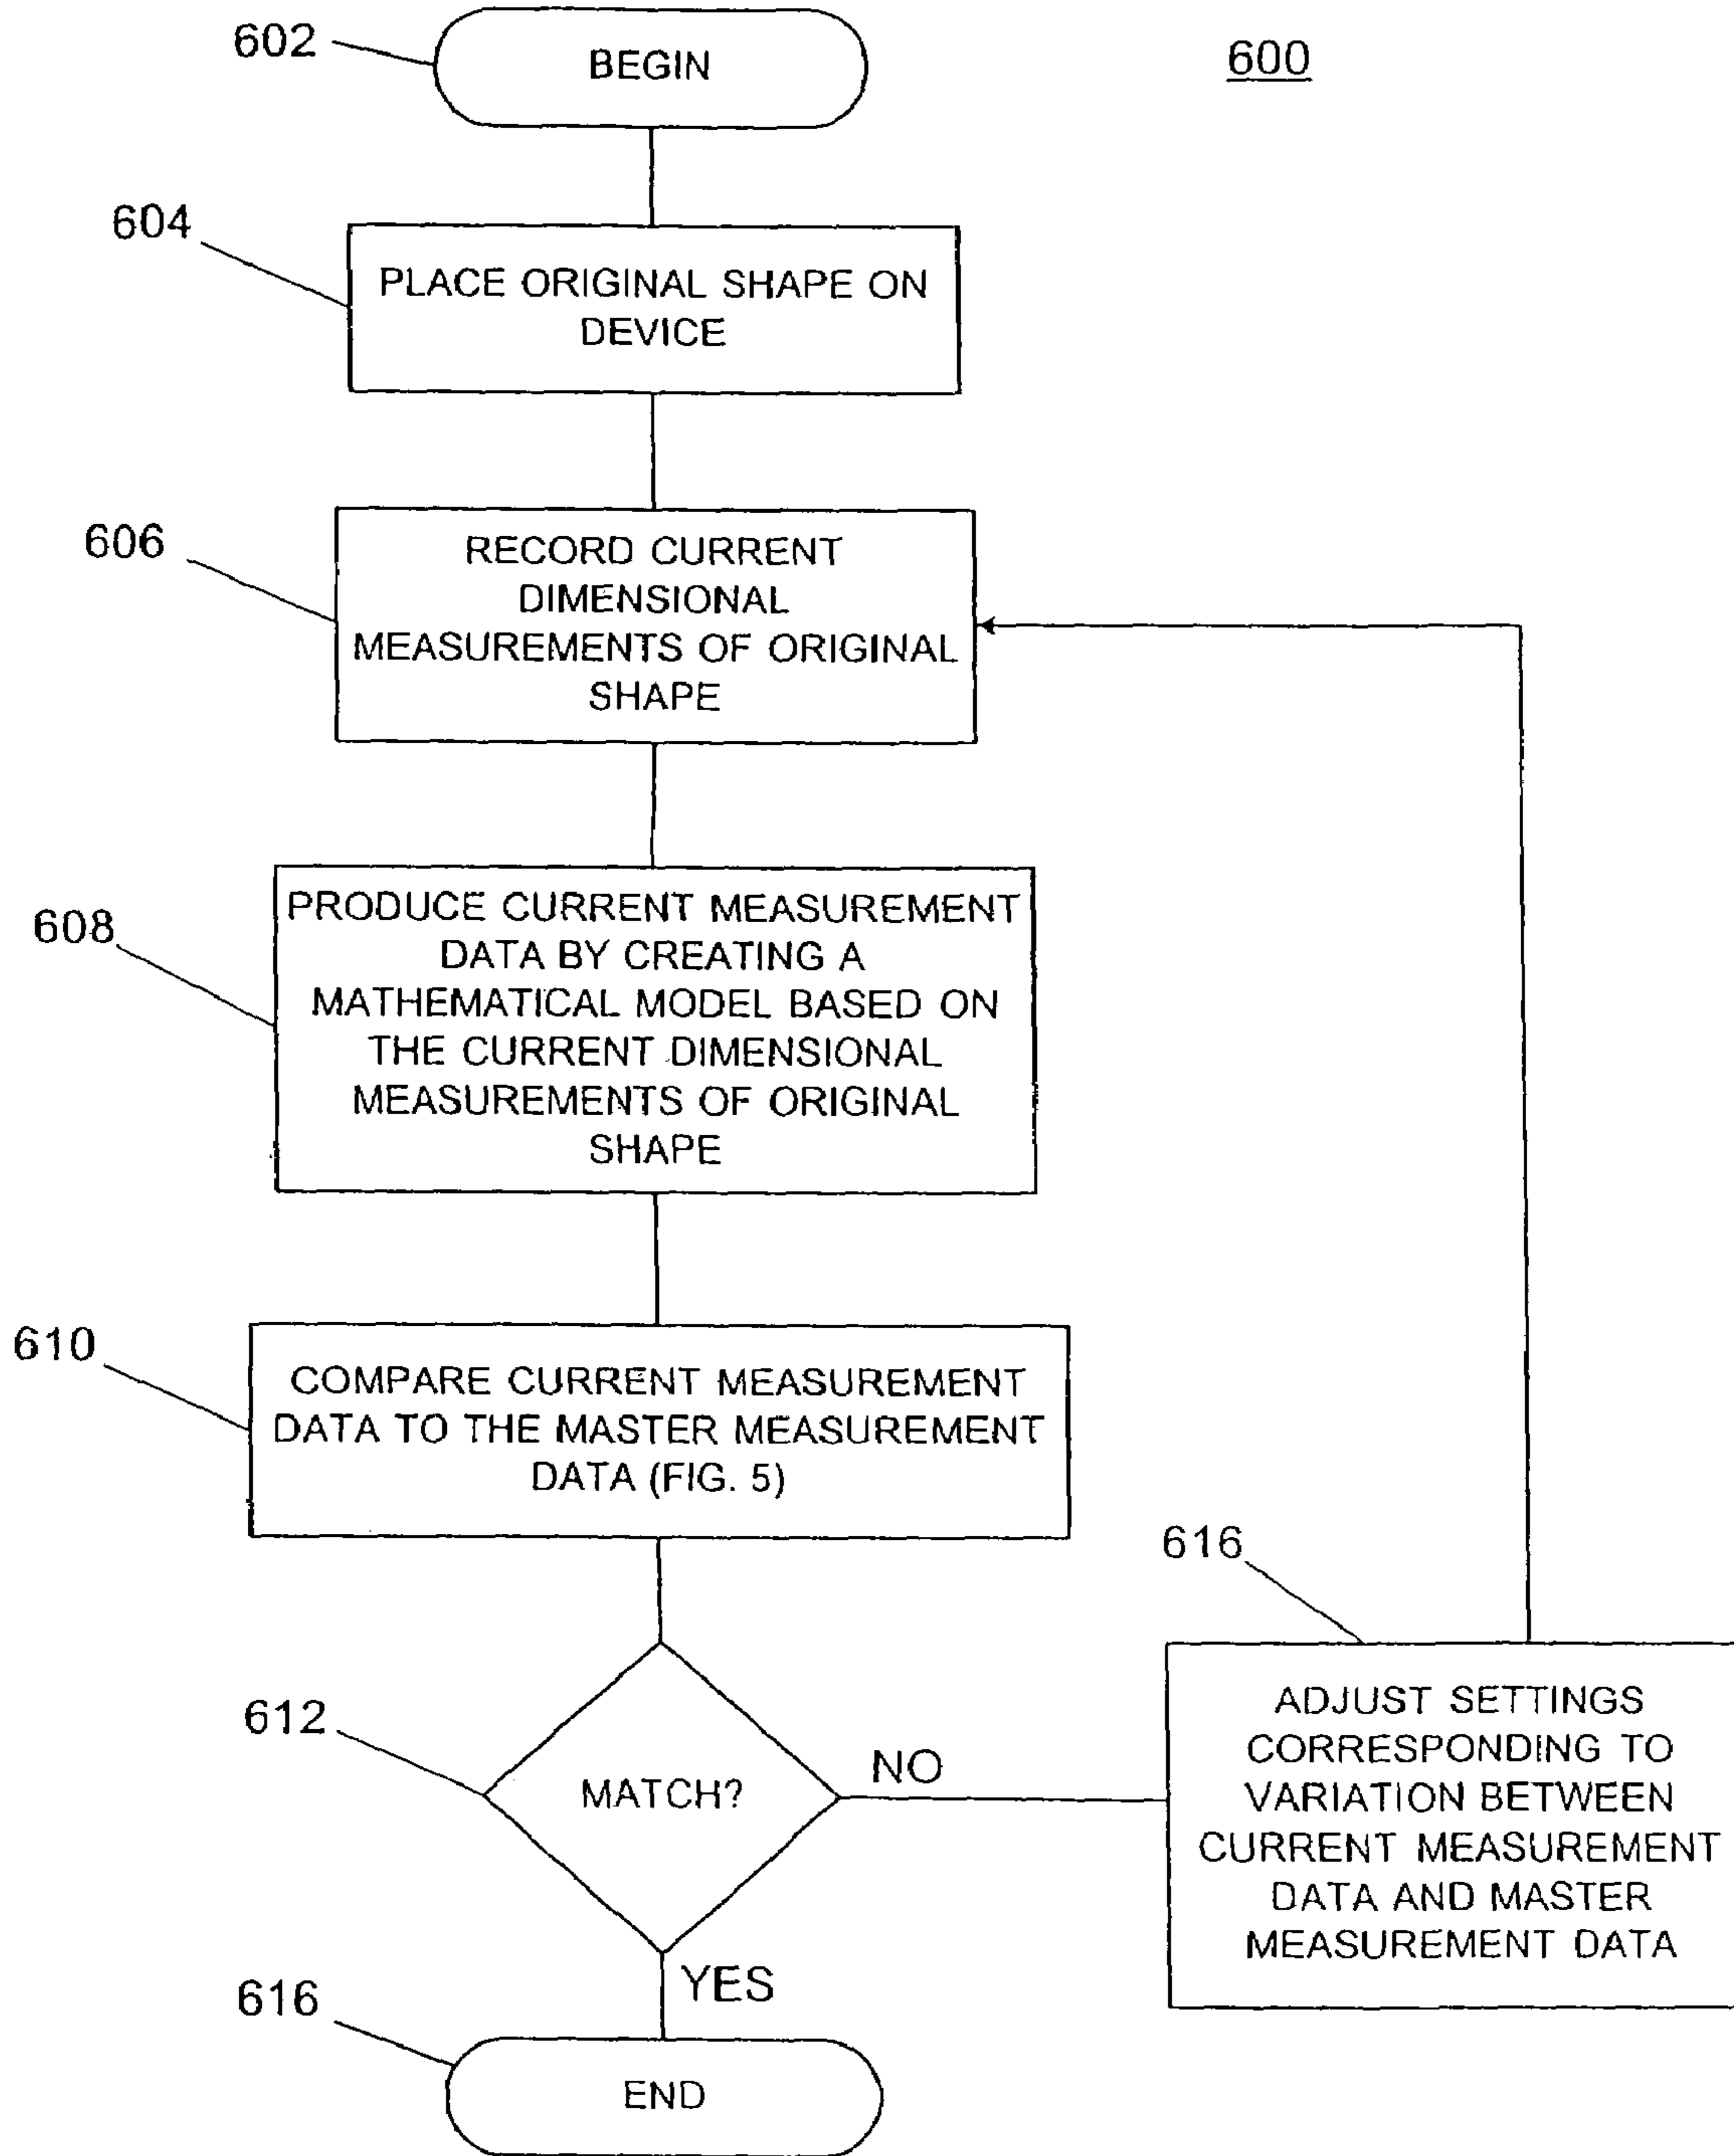 602
BEGIN
600
604
PLACE ORIGINAL SHAPE ON
DEVICE
606
RECORD CURRENT
DIMENSIONAL
MEASUREMENTS OF ORIGINAL
SHAPE
608
PRODUCE CURRENT MEASUREMENT
DATA BY CREATING A
MATHEMATICAL MODEL BASED ON
THE CURRENT DIMENSIONAL
MEASUREMENTS OF ORIGINAL
SHAPE
610
COMPARE CURRENT MEASUREMENT
DATA TO THE MASTER MEASUREMENT
DATA (FIG. 5)
612
MATCH?
NO
616
ADJUST SETTINGS
CORRESPONDING TO
VARIATION BETWEEN
CURRENT MEASUREMENT
DATA AND MASTER
MEASUREMENT DATA
YES
616
END